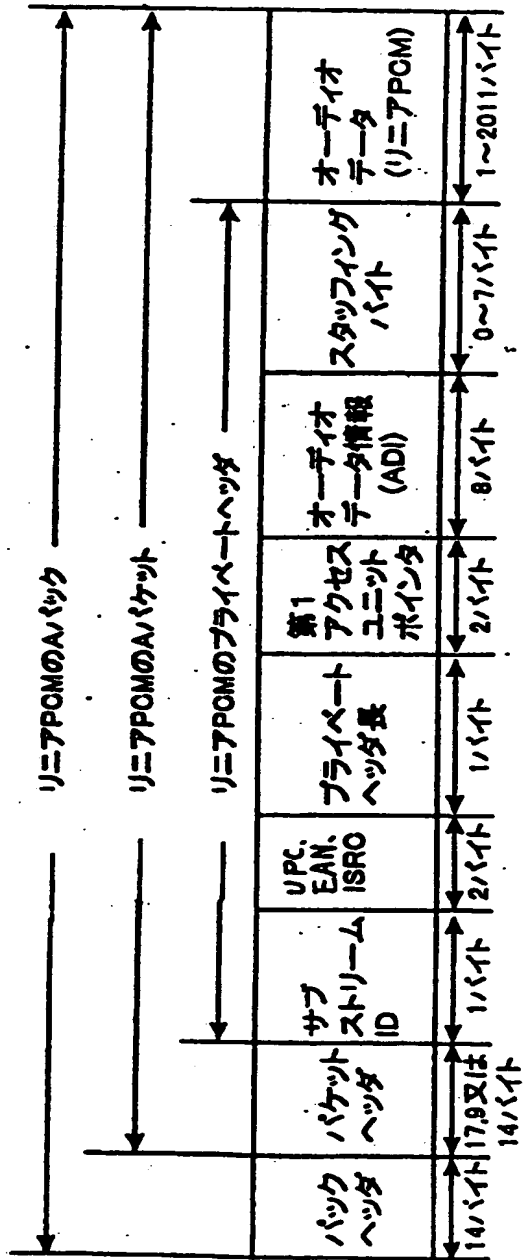 リニアPCMのAパック
リニアPCMのAパケット
リニアPCMのプライベートヘッダ
パック
ヘッダ
パケット
ヘッダ
サブ
ストリーム
ID
UPC、
EAN、
ISRC
プライベート
ヘッダ長
第1
アクセス
ユニット
ポインタ
オーディオ
データ情報
(ADI)
スタッフィング
バイト
オーディオ
データ
(リニアPCM)
14バイト
17,9又は
14バイト
1バイト
2バイト
1バイト
2バイト
8バイト
0~7バイト
1~2011バイト